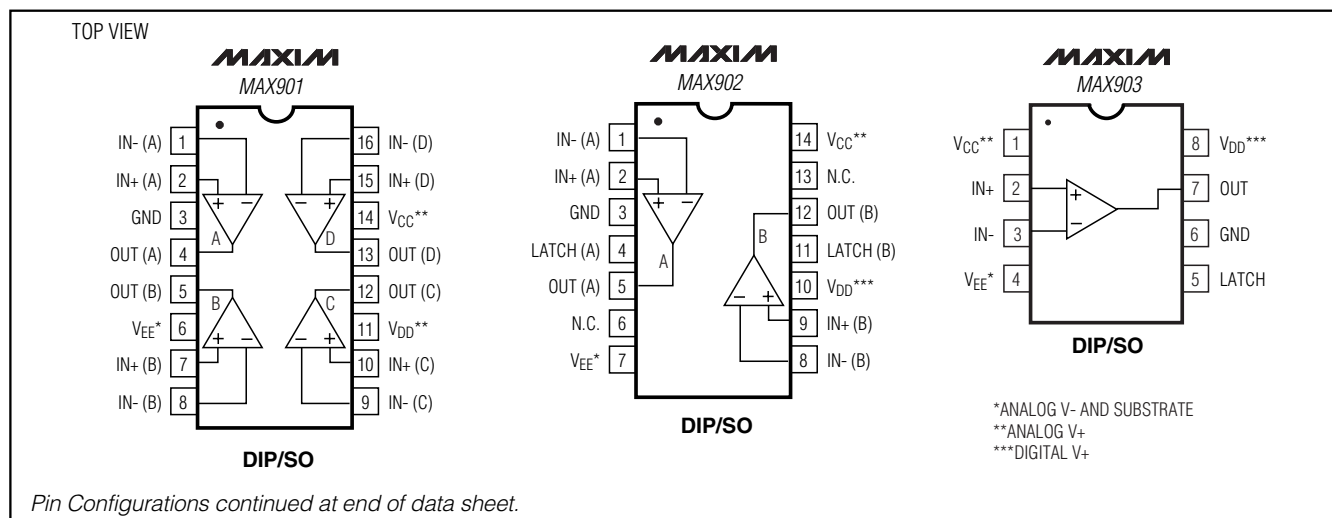 TOP VIEW
MAXIM
MAX901
IN- (A) 1
IN+ (A) 2
GND 3
OUT (A) 4
OUT (B) 5
VEE* 6
IN+ (B) 7
IN- (B) 8
16 IN- (D)
15 IN+ (D)
14 VCC**
13 OUT (D)
12 OUT (C)
11 VDD**
10 IN+ (C)
9 IN- (C)
+ −
A
− +
D
B
+ −
C
− +
DIP/SO
MAXIM
MAX902
IN- (A) 1
IN+ (A) 2
GND 3
LATCH (A) 4
OUT (A) 5
N.C. 6
VEE* 7
14 VCC**
13 N.C.
12 OUT (B)
11 LATCH (B)
10 VDD***
9 IN+ (B)
8 IN- (B)
+ −
A
B
− +
DIP/SO
MAXIM
MAX903
VCC** 1
IN+ 2
IN- 3
VEE* 4
8 VDD***
7 OUT
6 GND
5 LATCH
+
−
DIP/SO
*ANALOG V- AND SUBSTRATE
**ANALOG V+
***DIGITAL V+
Pin Configurations continued at end of data sheet.